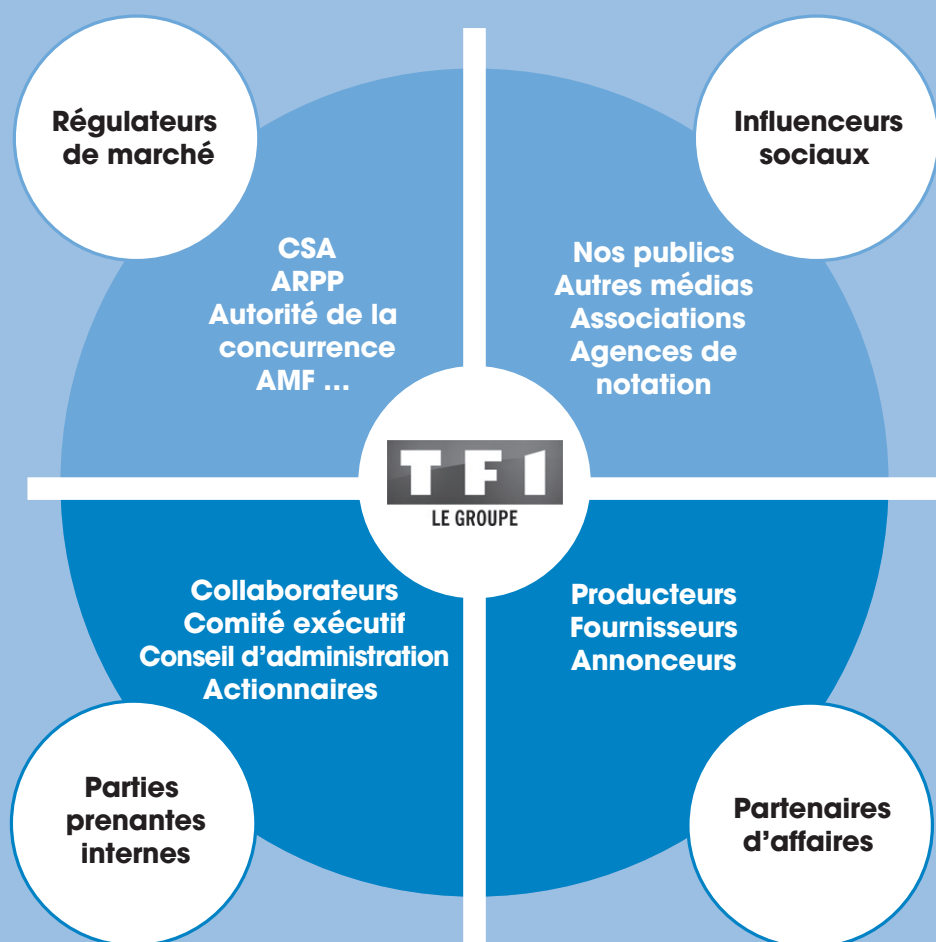 Régulateurs
de marché
Influenceurs
sociaux
CSA
ARPP
Autorité de la
concurrence
AMF ...
Nos publics
Autres médias
Associations
Agences de
notation
TF1
LE GROUPE
Collaborateurs
Comité exécutif
Conseil d’administration
Actionnaires
Producteurs
Fournisseurs
Annonceurs
Parties
prenantes
internes
Partenaires
d’affaires